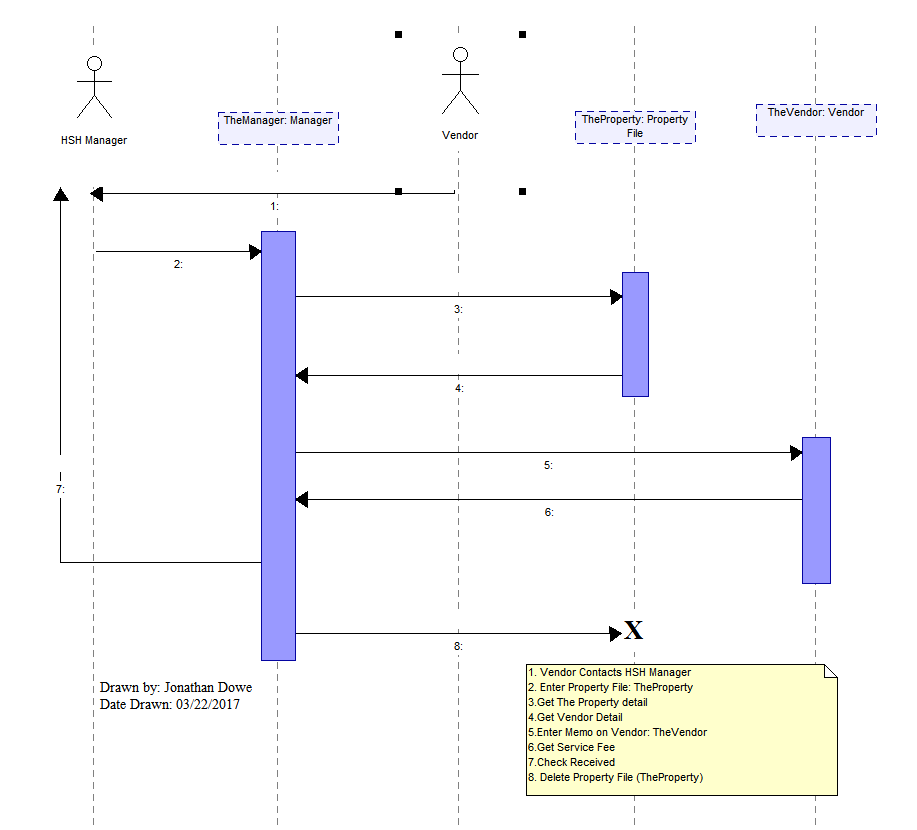 HSH Manager
TheManager: Manager
Vendor
TheProperty: Property
File
TheVendor: Vendor
1:
2:
3:
4:
5:
6:
7:
8:
X
Drawn by: Jonathan Dowe
Date Drawn: 03/22/2017
1. Vendor Contacts HSH Manager
2. Enter Property File: TheProperty
3.Get The Property detail
4.Get Vendor Detail
5.Enter Memo on Vendor: TheVendor
6.Get Service Fee
7.Check Received
8. Delete Property File (TheProperty)